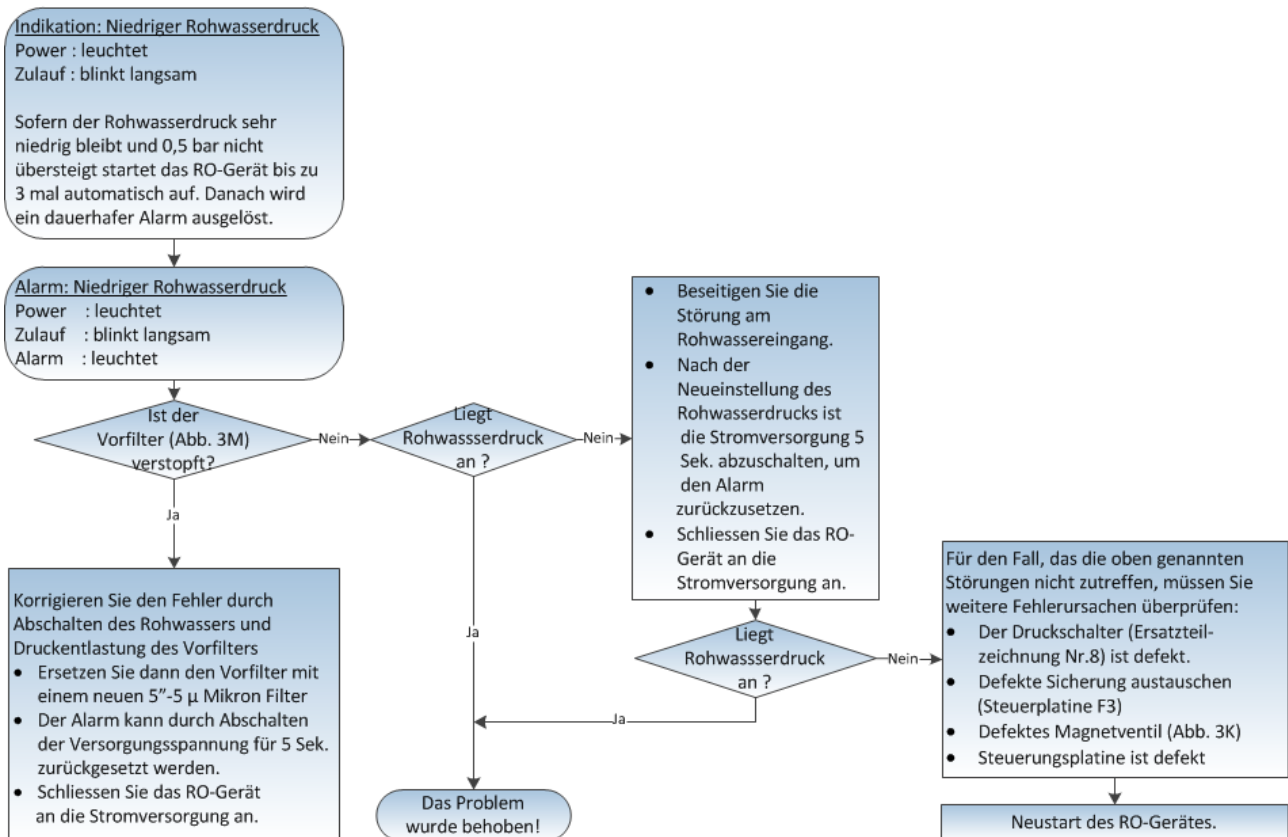 Indikation: Niedriger Rohwasserdruck
Power : leuchtet
Zulauf : blinkt langsam
Sofern der Rohwasserdruck sehr
niedrig bleibt und 0,5 bar nicht
übersteigt startet das RO-Gerät bis zu
3 mal automatisch auf. Danach wird
ein dauerhafer Alarm ausgelöst.
Alarm: Niedriger Rohwasserdruck
Power : leuchtet
Zulauf : blinkt langsam
Alarm : leuchtet
Ist der
Vorfilter (Abb. 3M)
verstopft?
Nein
Ja
Korrigieren Sie den Fehler durch
Abschalten des Rohwassers und
Druckentlastung des Vorfilters
• Ersetzen Sie dann den Vorfilter mit
einem neuen 5”-5 µ Mikron Filter
• Der Alarm kann durch Abschalten
der Versorgungsspannung für 5 Sek.
zurückgesetzt werden.
• Schliessen Sie das RO-Gerät
an die Stromversorgung an.
Liegt
Rohwassserdruck
an ?
Nein
Ja
• Beseitigen Sie die
Störung am
Rohwassereingang.
• Nach der
Neueinstellung des
Rohwasserdrucks ist
die Stromversorgung 5
Sek. abzuschalten, um
den Alarm
zurückzusetzen.
• Schliessen Sie das RO-
Gerät an die
Stromversorgung an.
Liegt
Rohwassserdruck
an ?
Nein
Ja
Das Problem
wurde behoben!
Für den Fall, das die oben genannten
Störungen nicht zutreffen, müssen Sie
weitere Fehlerursachen überprüfen:
• Der Druckschalter (Ersatzteil-
zeichnung Nr.8) ist defekt.
• Defekte Sicherung austauschen
(Steuerplatine F3)
• Defektes Magnetventil (Abb. 3K)
• Steuerungsplatine ist defekt
Neustart des RO-Gerätes.